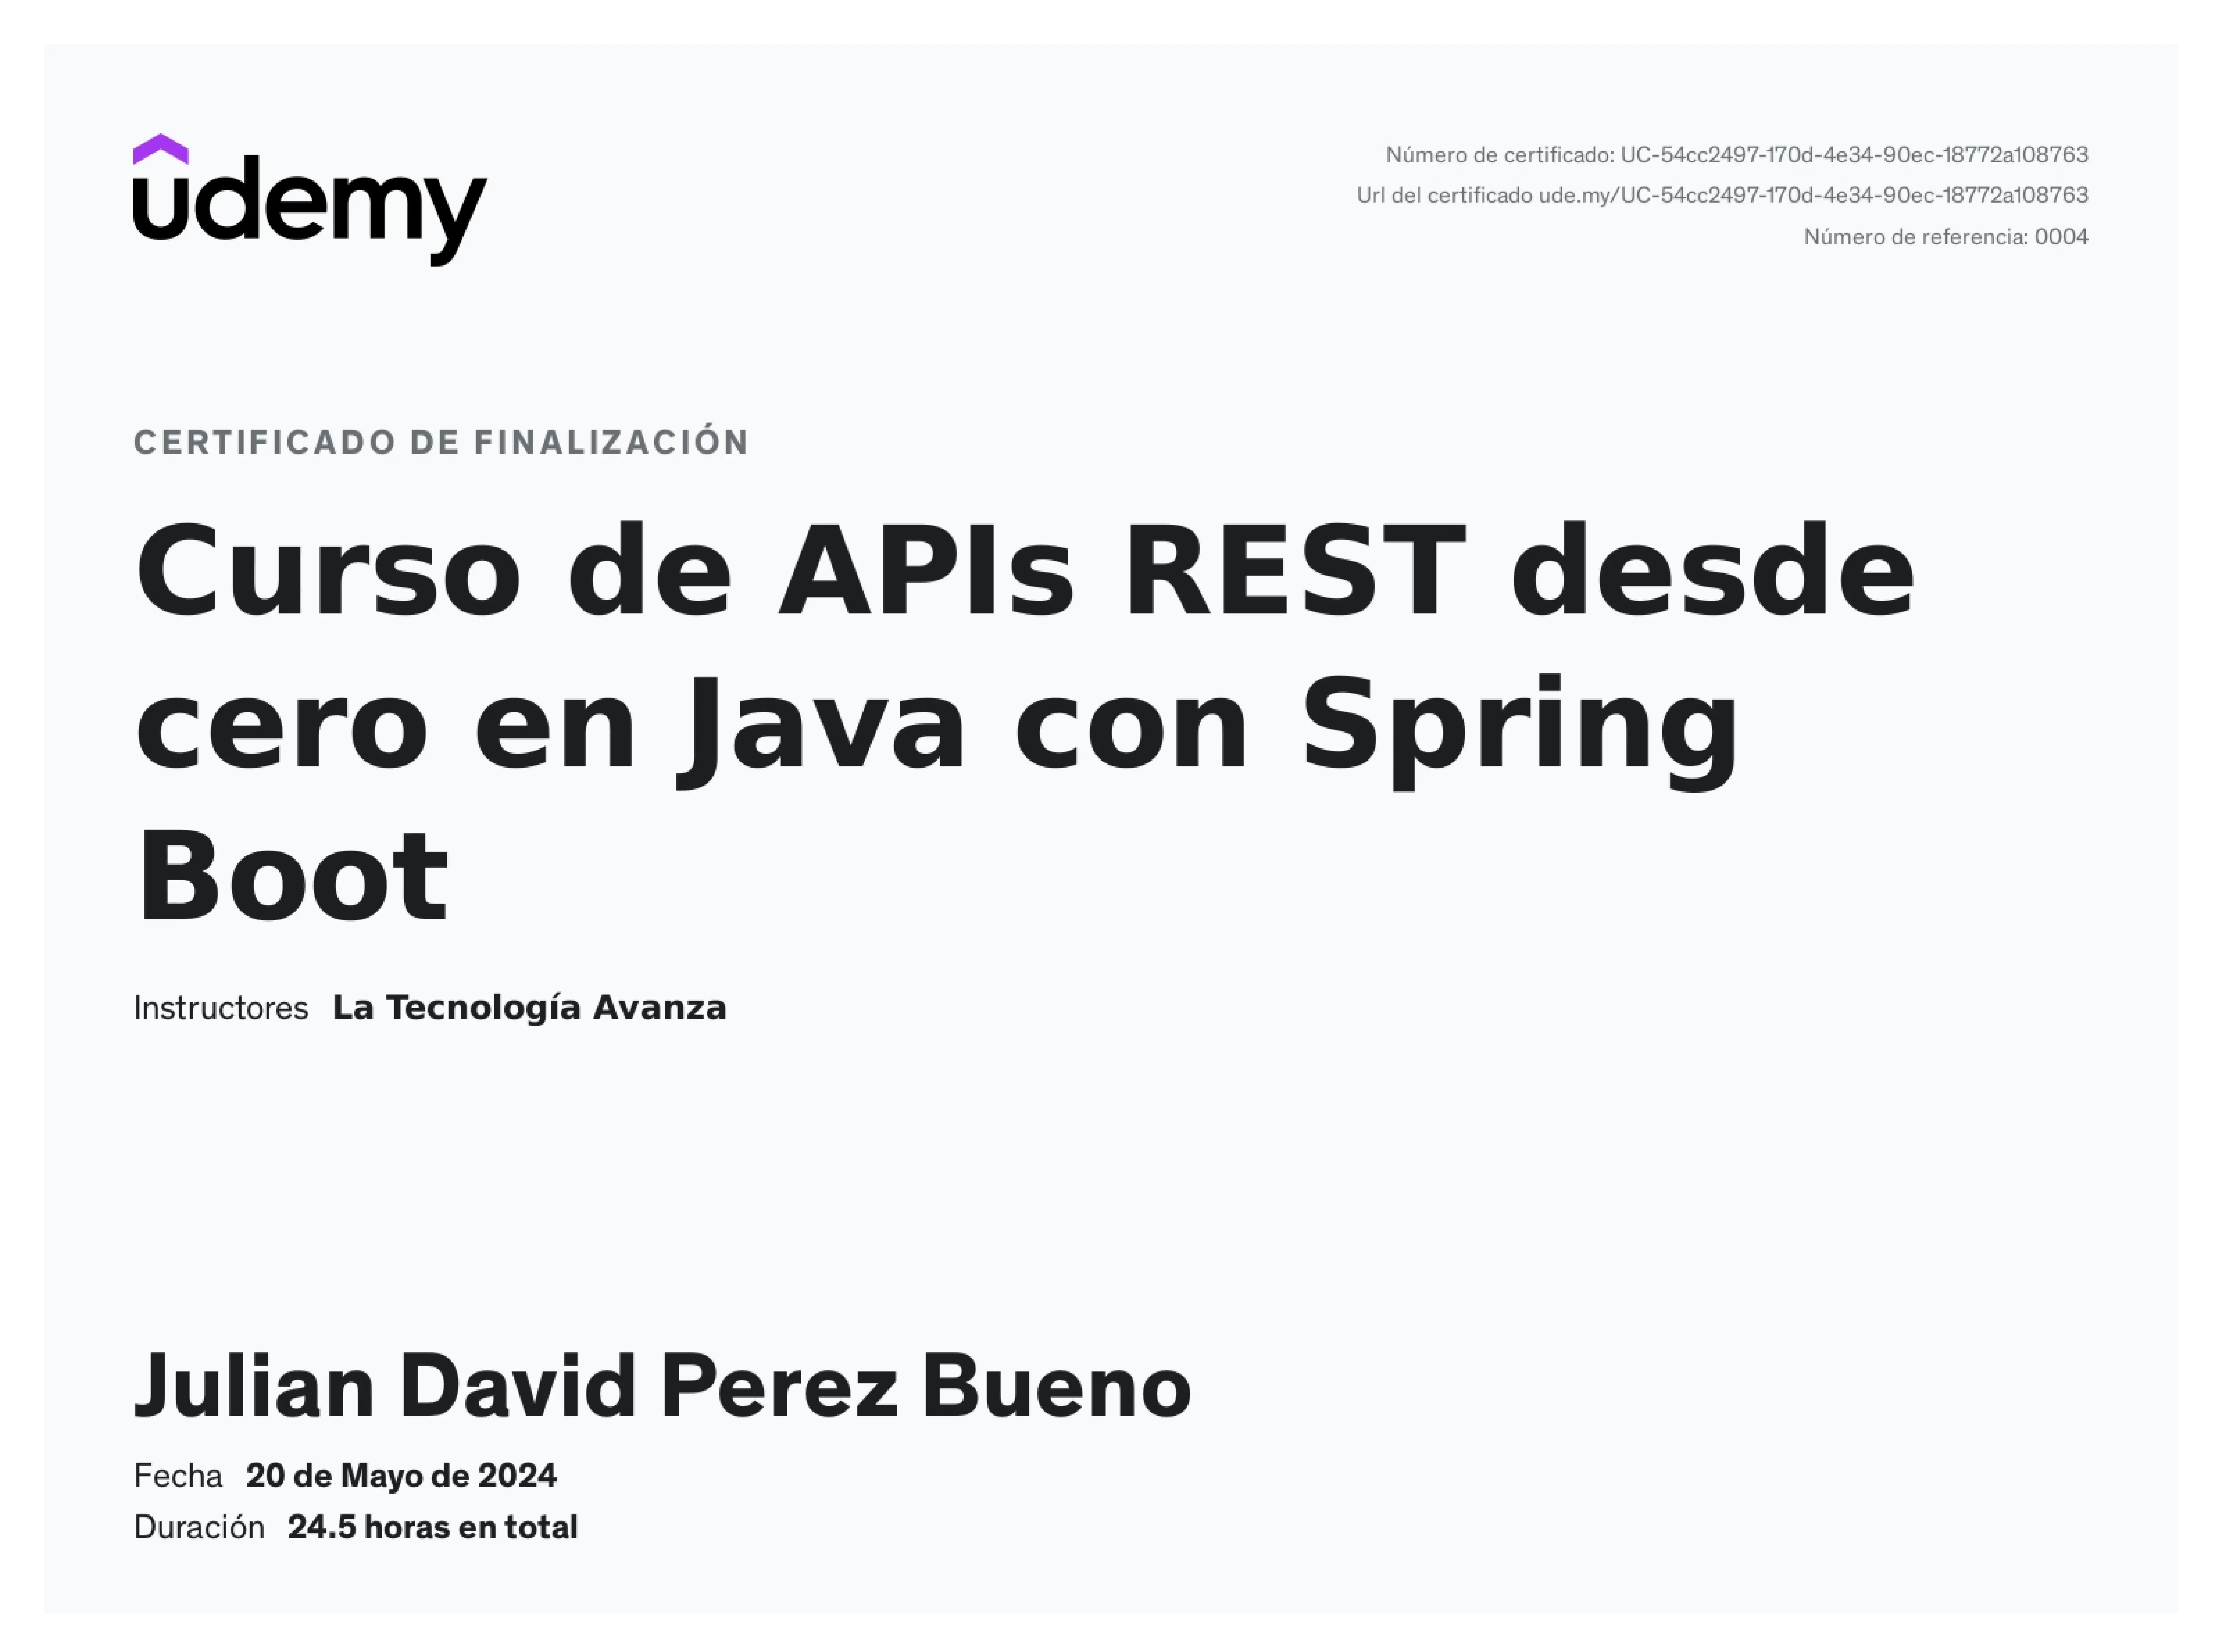 udemy
Número de certificado: UC-54cc2497-170d-4e34-90ec-18772a108763
Url del certificado ude.my/UC-54cc2497-170d-4e34-90ec-18772a108763
Número de referencia: 0004
CERTIFICADO DE FINALIZACIÓN
Curso de APIs REST desde
cero en Java con Spring
Boot
Instructores La Tecnología Avanza
Julian David Perez Bueno
Fecha 20 de Mayo de 2024
Duración 24.5 horas en total